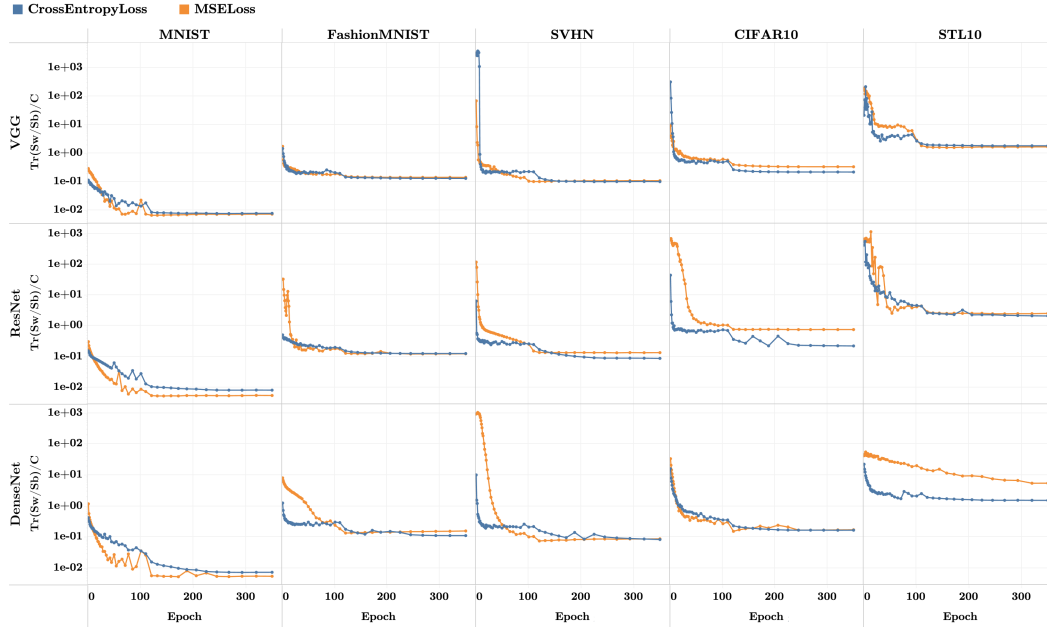 CrossEntropyLoss MSELoss
MNIST FashionMNIST SVHN CIFAR10 STL10
VGG
Tr(Sw/Sb)/C
1e+03
1e+02
1e+01
1e+00
1e-01
1e-02
ResNet
Tr(Sw/Sb)/C
1e+03
1e+02
1e+01
1e+00
1e-01
1e-02
DenseNet
Tr(Sw/Sb)/C
1e+03
1e+02
1e+01
1e+00
1e-01
1e-02
0 100 200 300 0 100 200 300 0 100 200 300 0 100 200 300 0 100 200 300
Epoch Epoch Epoch Epoch Epoch